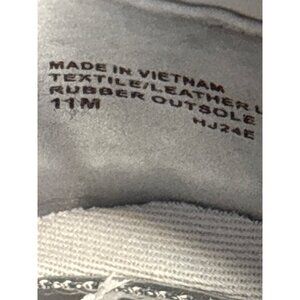 MADE IN VIETNAM
TEXTILE/LEATHER
RUBBER OUTSOLE
11M
HJ24E